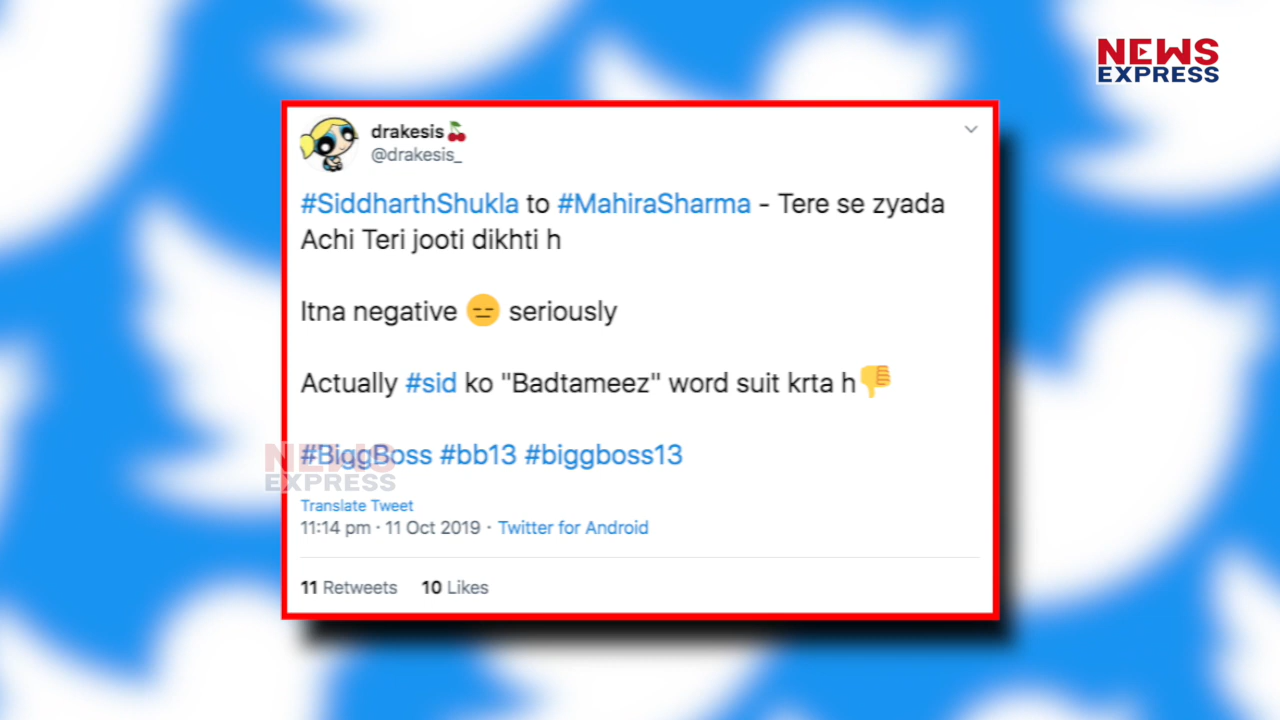 NEWS
EXPRESS
drakesis🍒
@drakesis_
#SiddharthShukla to #MahiraSharma - Tere se zyada
Achi Teri jooti dikhti h
Itna negative 😑 seriously
Actually #sid ko "Badtameez" word suit krta h👎
#BiggBoss #bb13 #biggboss13
NEWS
EXPRESS
Translate Tweet
11:14 pm · 11 Oct 2019 · Twitter for Android
11 Retweets 10 Likes